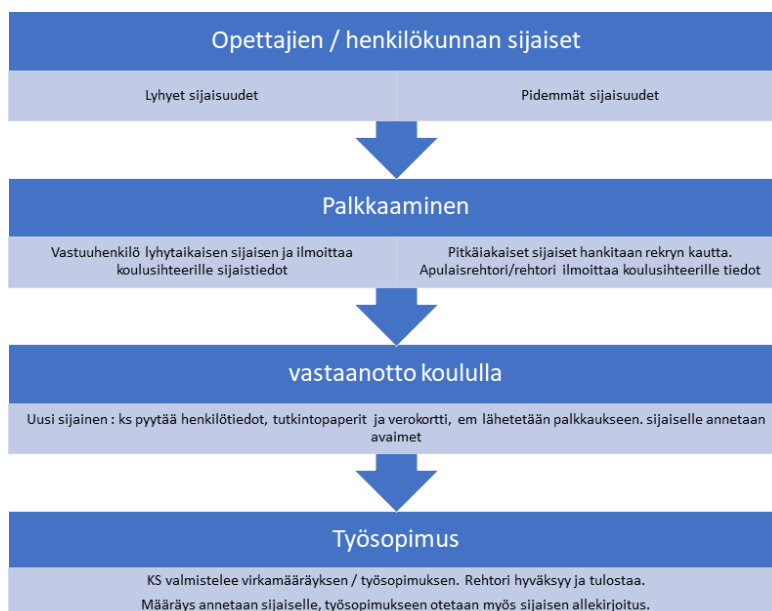 Opettajien / henkilökunnan sijaiset
Lyhyet sijaisuudet
Pidemmät sijaisuudet
Palkkaaminen
Vastuuhenkilö lyhytaikaisen sijaisen ja ilmoittaa
koulusihteerille sijaistiedot
Pitkäiakaiset sijaiset hankitaan rekryn kautta.
Apulaisrehtori/rehtori ilmoittaa koulusihteerille tiedot
vastaanotto koululla
Uusi sijainen : ks pyytää henkilötiedot, tutkintopaperit ja verokortti, em lähetetään palkkaukseen. sijaiselle annetaan
avaimet
Työsopimus
KS valmistelee virkamääräyksen / työsopimuksen. Rehtori hyväksyy ja tulostaa.
Määräys annetaan sijaiselle, työsopimukseen otetaan myös sijaisen allekirjoitus.